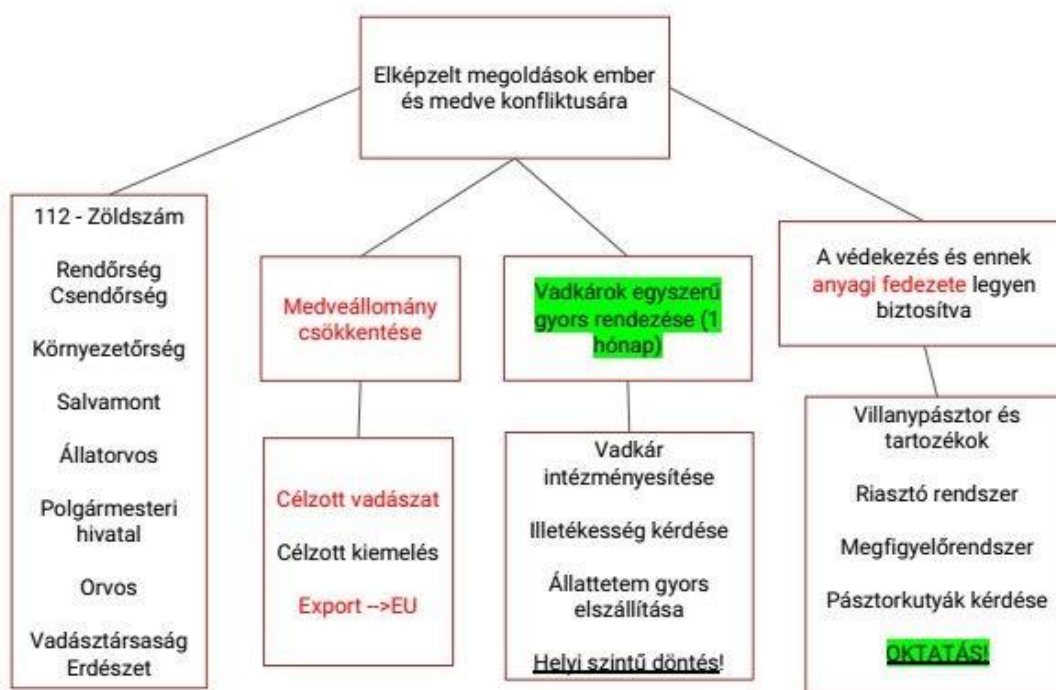 Elképzelt megoldások ember
és medve konfliktusára
112 - Zöldszám
Rendőrség
Csendőrség
Környezetőrség
Salvamont
Állatorvos
Polgármesteri
hivatal
Orvos
Vadásztársaság
Erdészet
Medveállomány
csökkentése
Célzott vadászat
Célzott kiemelés
Export -->EU
Vadkárok egyszerű
gyors rendezése (1
hónap)
Vadkár
intézményesítése
Illetékesség kérdése
Állattetem gyors
elszállítása
Helyi szintű döntés!
A védekezés és ennek
anyagi fedezete legyen
biztosítva
Villanypásztor és
tartozékok
Riasztó rendszer
Megfigyelőrendszer
Pásztorkutyák kérdése
OKTATÁS!